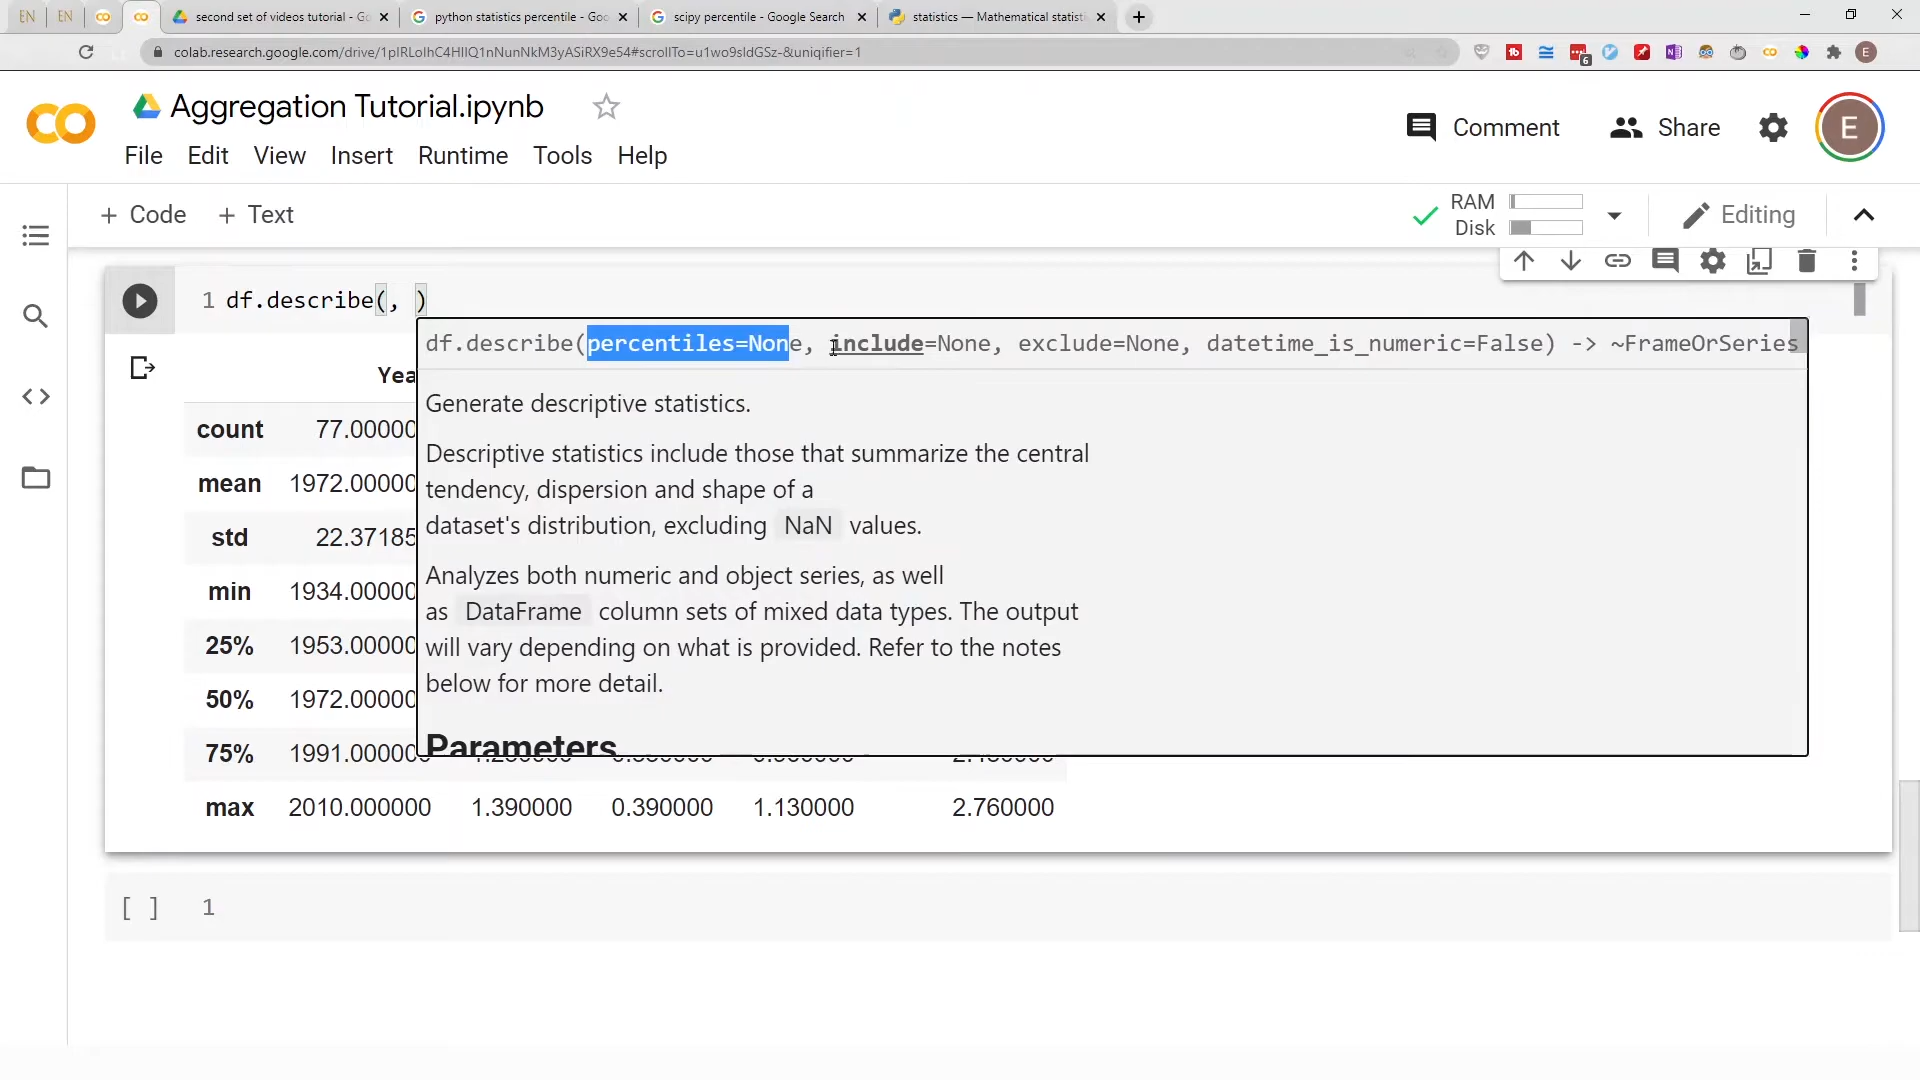 EN EN second set of videos tutorial - Go python statistics percentile - Goo scipy percentile - Google Search statistics — Mathematical statisti
colab.research.google.com/drive/1pIRLoIhC4HIlQ1nNunNkM3yASiRX9e54#scrollTo=u1wo9sldGSz-&uniqifier=1
6 E
CO Aggregation Tutorial.ipynb
Comment Share E
File Edit View Insert Runtime Tools Help
+ Code + Text
RAM
Disk
Editing
1 df.describe(, )
df.describe(percentiles=None, include=None, exclude=None, datetime_is_numeric=False) -> ~FrameOrSeries
Yea
Generate descriptive statistics.
Descriptive statistics include those that summarize the central
tendency, dispersion and shape of a
dataset's distribution, excluding NaN values.
Analyzes both numeric and object series, as well
as DataFrame column sets of mixed data types. The output
will vary depending on what is provided. Refer to the notes
below for more detail.
Parameters
count 77.00000
mean 1972.00000
std 22.37185
min 1934.00000
25% 1953.00000
50% 1972.00000
75% 1991.000000
max 2010.000000 1.390000 0.390000 1.130000 2.760000
[ ] 1